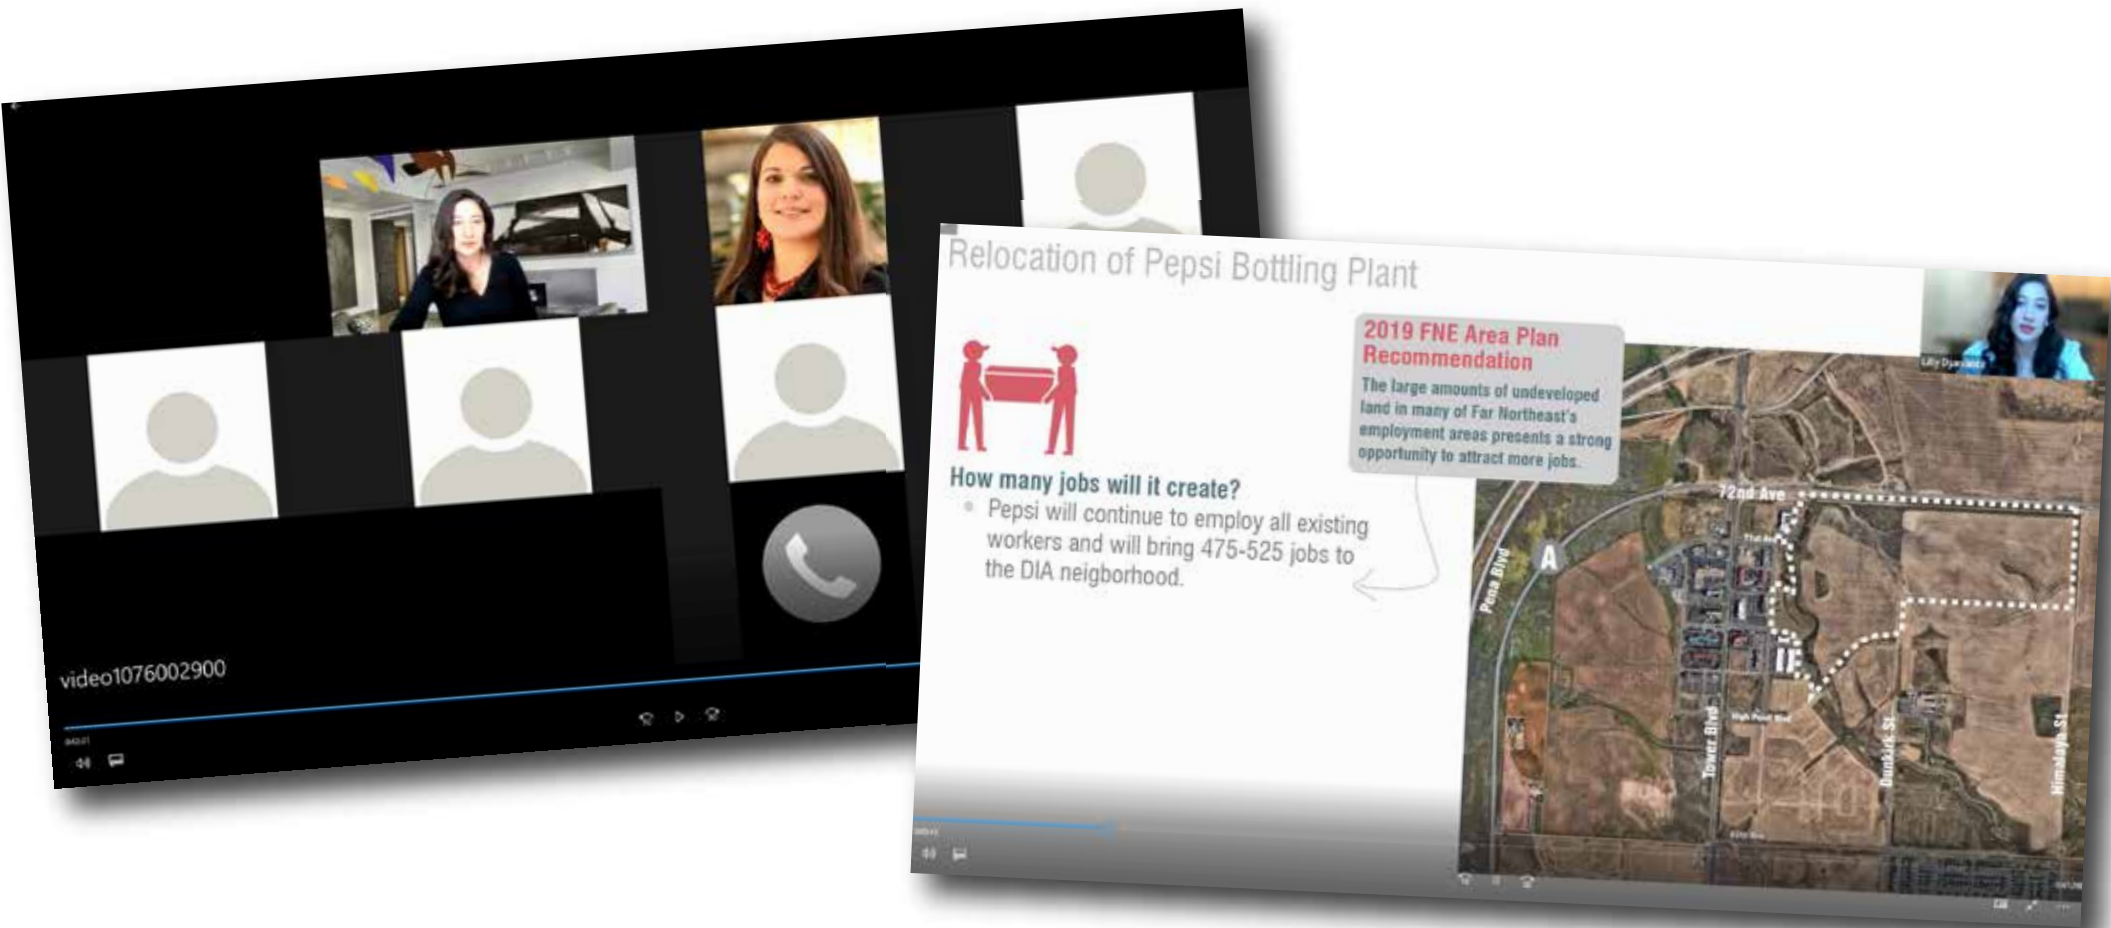 video1076002900
Relocation of Pepsi Bottling Plant
2019 FNE Area Plan
Recommendation
The large amounts of undeveloped
land in many of Far Northeast's
employment areas presents a strong
opportunity to attract more jobs.
How many jobs will it create?
Pepsi will continue to employ all existing
workers and will bring 475-525 jobs to
the DIA neigborhood.
72nd Ave
A
Pena Blvd
Tower Blvd
High Point Blvd
Dunkirk St
Himalaya St